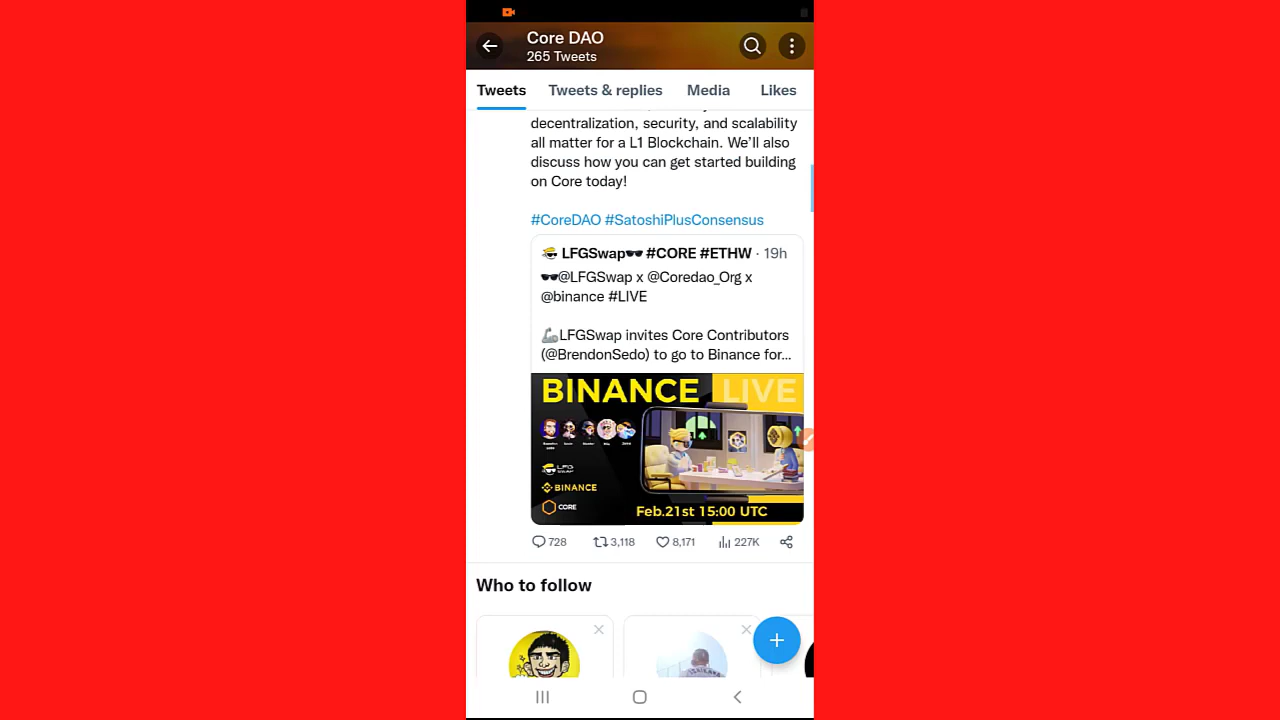 Core DAO
265 Tweets
Tweets Tweets & replies Media Likes
decentralization, security, and scalability
all matter for a L1 Blockchain. We'll also
discuss how you can get started building
on Core today!
#CoreDAO #SatoshiPlusConsensus
LFGSwap🕶️ #CORE #ETHW · 19h
🕶️@LFGSwap x @Coredao_Org x
@binance #LIVE
🦾LFGSwap invites Core Contributors
(@BrendonSedo) to go to Binance for...
BINANCE LIVE
LFG
SWAP
BINANCE
CORE
Feb.21st 15:00 UTC
728 3,118 8,171 227K
Who to follow